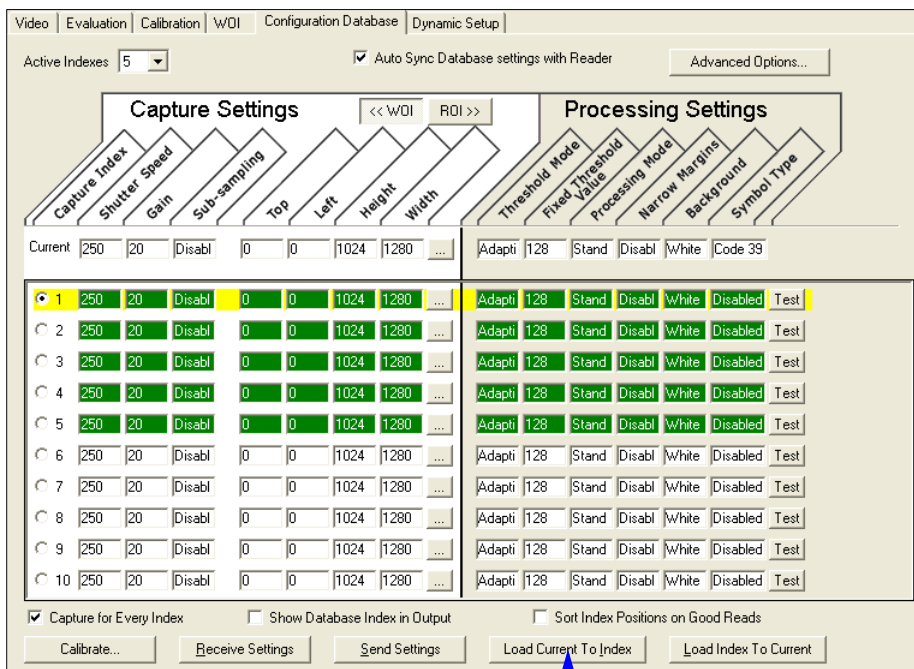 Video Evaluation Calibration WOI Configuration Database Dynamic Setup
Active Indexes 5 Auto Sync Database settings with Reader Advanced Options...
Capture Settings << WOI ROI >> Processing Settings
Capture Index Shutter Speed Gain Sub-sampling Top Left Height Width Threshold Mode Fixed Threshold Value Processing Mode Narrow Margins Background Symbol Type
Current 250 20 Disabl 0 0 1024 1280 ... Adapti 128 Stand Disabl White Code 39
1 250 20 Disabl 0 0 1024 1280 ... Adapti 128 Stand Disabl White Disabled Test
2 250 20 Disabl 0 0 1024 1280 ... Adapti 128 Stand Disabl White Disabled Test
3 250 20 Disabl 0 0 1024 1280 ... Adapti 128 Stand Disabl White Disabled Test
4 250 20 Disabl 0 0 1024 1280 ... Adapti 128 Stand Disabl White Disabled Test
5 250 20 Disabl 0 0 1024 1280 ... Adapti 128 Stand Disabl White Disabled Test
6 250 20 Disabl 0 0 1024 1280 ... Adapti 128 Stand Disabl White Disabled Test
7 250 20 Disabl 0 0 1024 1280 ... Adapti 128 Stand Disabl White Disabled Test
8 250 20 Disabl 0 0 1024 1280 ... Adapti 128 Stand Disabl White Disabled Test
9 250 20 Disabl 0 0 1024 1280 ... Adapti 128 Stand Disabl White Disabled Test
10 250 20 Disabl 0 0 1024 1280 ... Adapti 128 Stand Disabl White Disabled Test
Capture for Every Index Show Database Index in Output Sort Index Positions on Good Reads
Calibrate... Receive Settings Send Settings Load Current To Index Load Index To Current